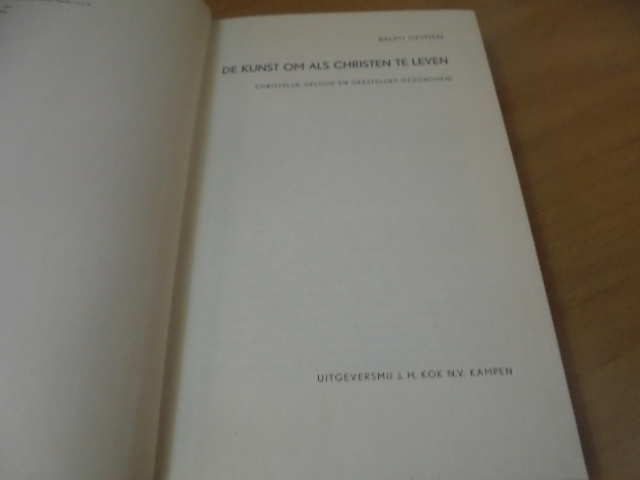 RALPH HEYNEN
DE KUNST OM ALS CHRISTEN TE LEVEN
CHRISTELIJK GELOOF EN GEESTELIJKE GEZONDHEID
UITGEVERSMIJ J. H. KOK N.V. KAMPEN